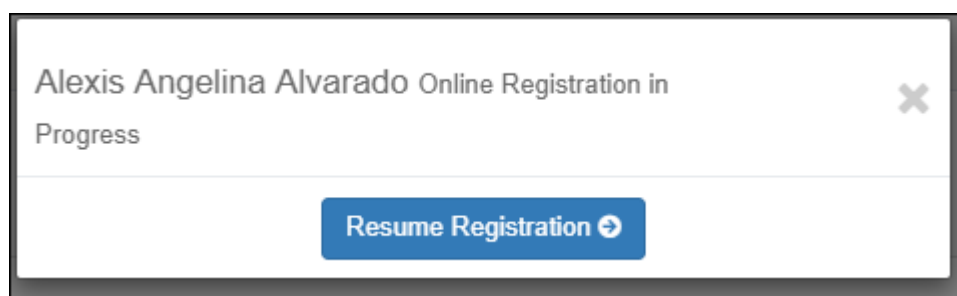 Alexis Angelina Alvarado Online Registration in
Progress
Resume Registration